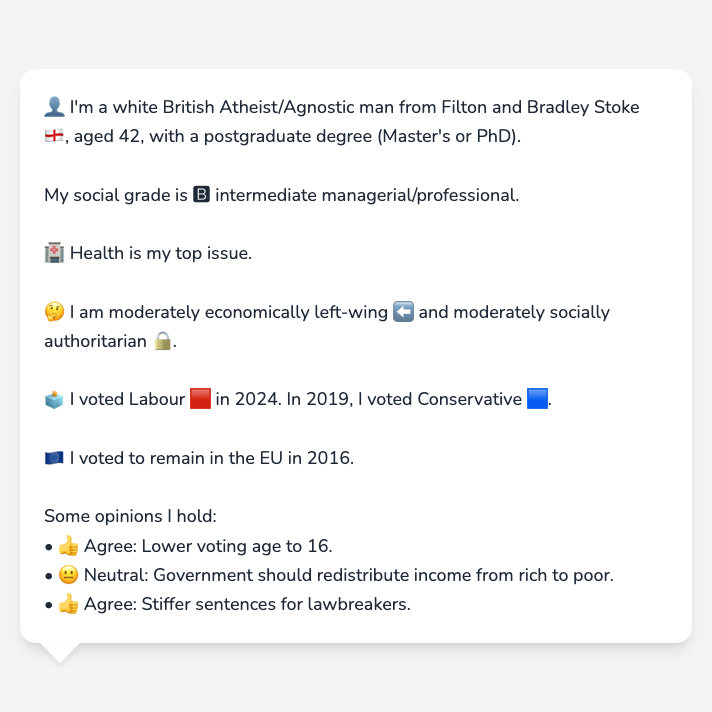 👤 I'm a white British Atheist/Agnostic man from Filton and Bradley Stoke
🏴󠁧󠁢󠁥󠁮󠁧󠁿, aged 42, with a postgraduate degree (Master's or PhD).
My social grade is 🅱 intermediate managerial/professional.
🏥 Health is my top issue.
🤔 I am moderately economically left-wing ⬅️ and moderately socially
authoritarian 🔒.
🗳️ I voted Labour 🟥 in 2024. In 2019, I voted Conservative 🟦.
🇪🇺 I voted to remain in the EU in 2016.
Some opinions I hold:
• 👍 Agree: Lower voting age to 16.
• 😐 Neutral: Government should redistribute income from rich to poor.
• 👍 Agree: Stiffer sentences for lawbreakers.